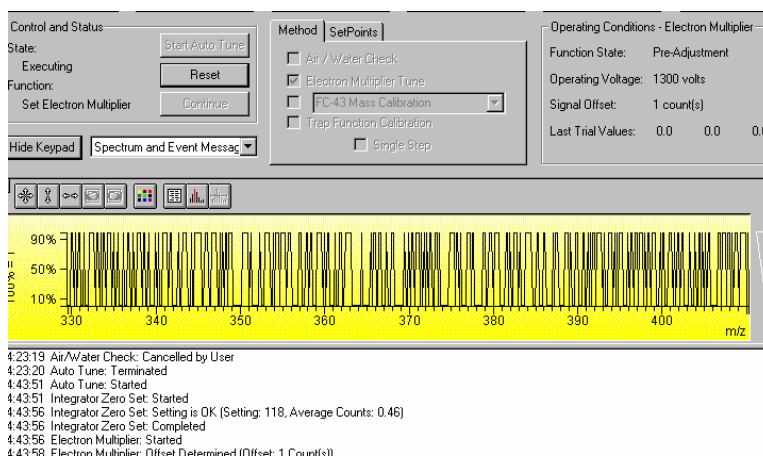 Control and Status
State:
Executing
Function:
Set Electron Multiplier
Start Auto Tune
Reset
Continue
Hide Keypad
Spectrum and Event Messag
Method
SetPoints
Air / Water Check
Electron Multiplier Tune
FC-43 Mass Calibration
Trap Function Calibration
Single Step
Operating Conditions - Electron Multiplier
Function State: Pre-Adjustment
Operating Voltage: 1300 volts
Signal Offset: 1 count(s)
Last Trial Values: 0.0 0.0 0.0
90%
50%
10%
100% = 1
330 340 350 360 370 380 390 400
m/z
4:23:19 Air/Water Check: Cancelled by User
4:23:20 Auto Tune: Terminated
4:43:51 Auto Tune: Started
4:43:51 Integrator Zero Set: Started
4:43:56 Integrator Zero Set: Setting is OK (Setting: 118, Average Counts: 0.46)
4:43:56 Integrator Zero Set: Completed
4:43:56 Electron Multiplier: Started
4:43:58 Electron Multiplier: Offset Determined (Offset: 1 Count(s))